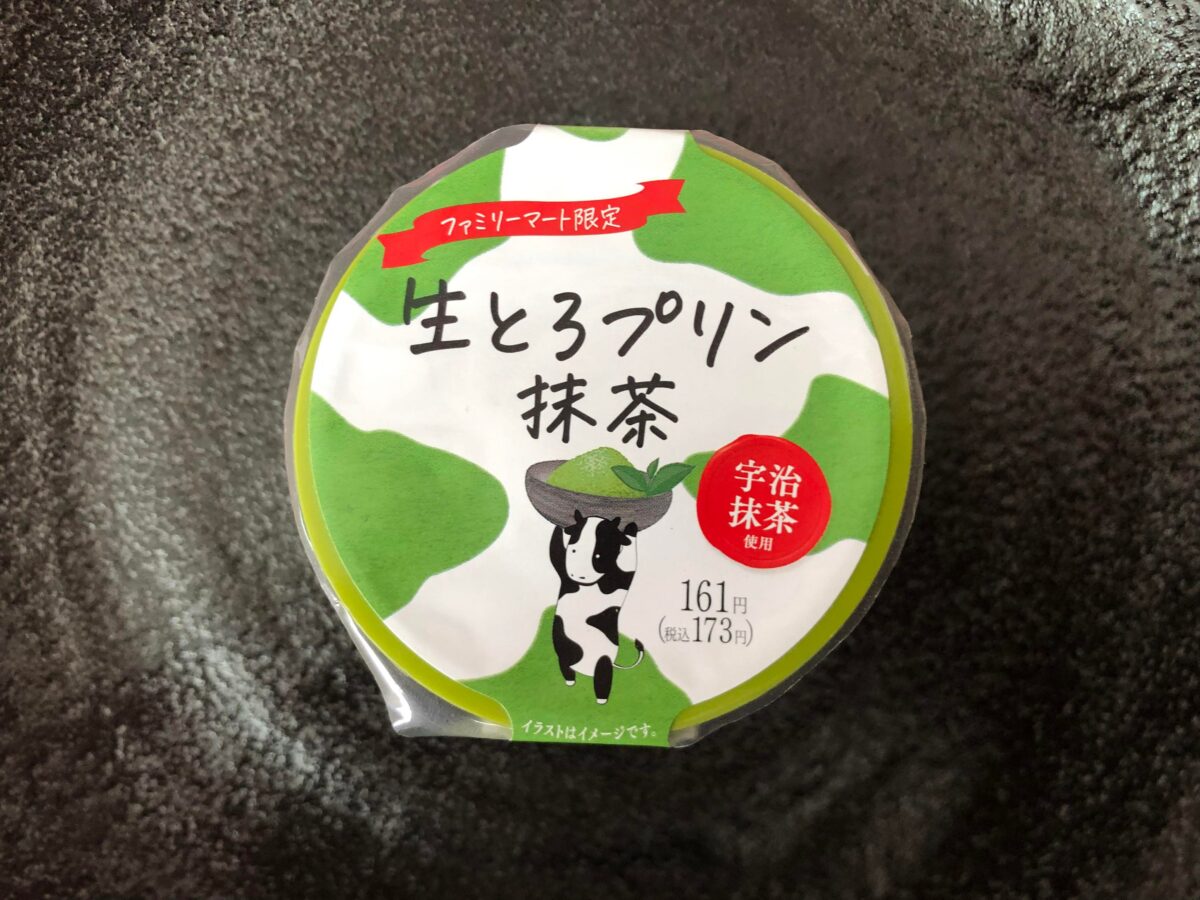 ファミリーマート限定
生とろプリン
抹茶
宇治
抹茶
使用
161円
(税込173円)
イラストはイメージです。